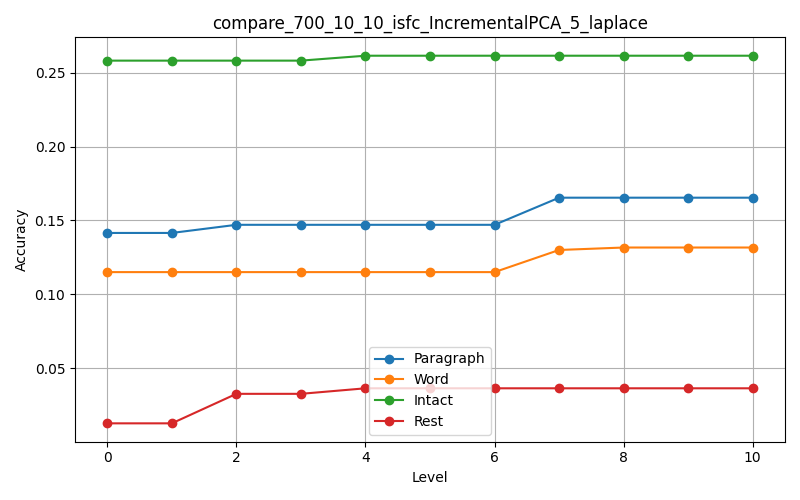 compare_700_10_10_isfc_IncrementalPCA_5_laplace
0.25
0.20
0.15
0.10
0.05
Accuracy
Paragraph
Word
Intact
Rest
0 2 4 6 8 10
Level